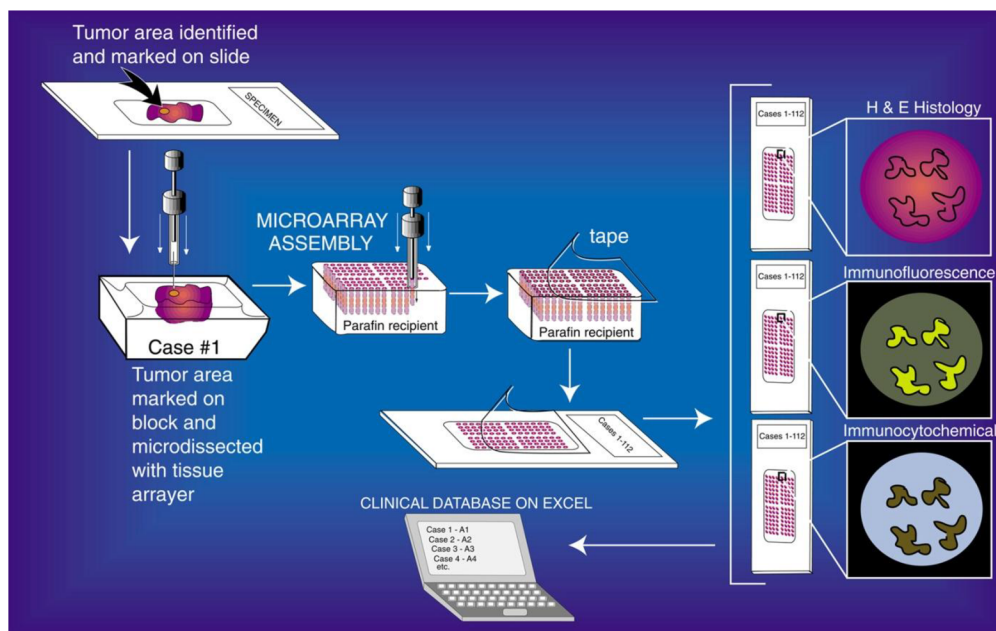 Tumor area identified
and marked on slide
SPECIMEN
Case #1
Tumor area
marked on
block and
microdissected
with tissue
arrayer
MICROARRAY
ASSEMBLY
Parafin recipient
tape
Parafin recipient
Cases 1-112
CLINICAL DATABASE ON EXCEL
Case 1 - A1
Case 2 - A2
Case 3 - A3
Case 4 - A4
etc.
Cases 1-112
H & E Histology
Cases 1-112
Immunofluorescence
Cases 1-112
Immunocytochemical